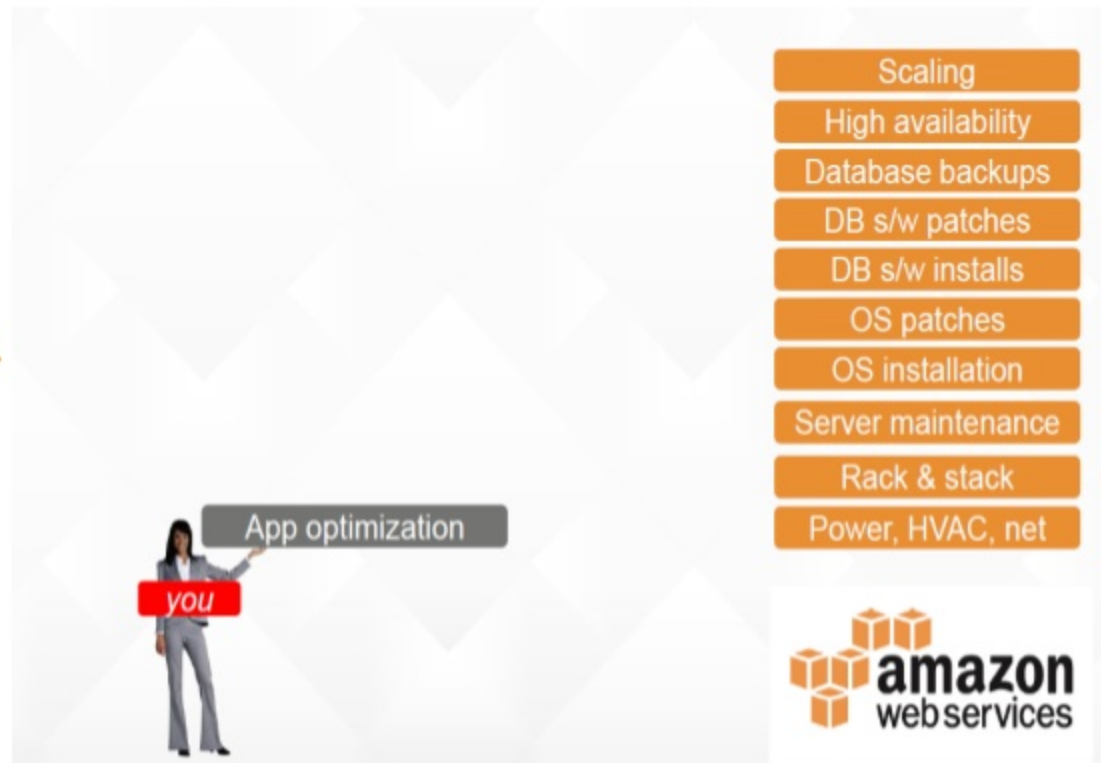 Scaling
High availability
Database backups
DB s/w patches
DB s/w installs
OS patches
OS installation
Server maintenance
Rack & stack
Power, HVAC, net
App optimization
you
amazon
webservices